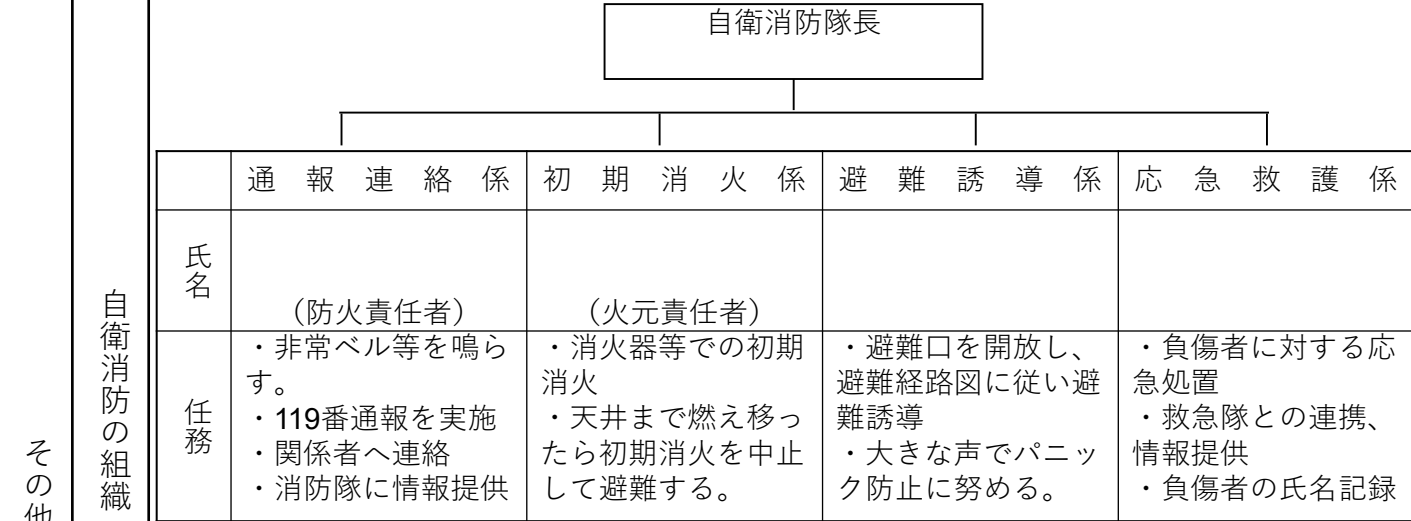 自衛消防隊長
通報連絡係
初期消火係
避難誘導係
応急救護係
氏名
（防火責任者）
（火元責任者）
任務
・非常ベル等を鳴ら
す。
・119番通報を実施
・関係者へ連絡
・消防隊に情報提供
・消火器等での初期
消火
・天井まで燃え移っ
たら初期消火を中止
して避難する。
・避難口を開放し、
避難経路図に従い避
難誘導
・大きな声でパニッ
ク防止に努める。
・負傷者に対する応
急処置
・救急隊との連携、
情報提供
・負傷者の氏名記録
自衛消防の組織
その他